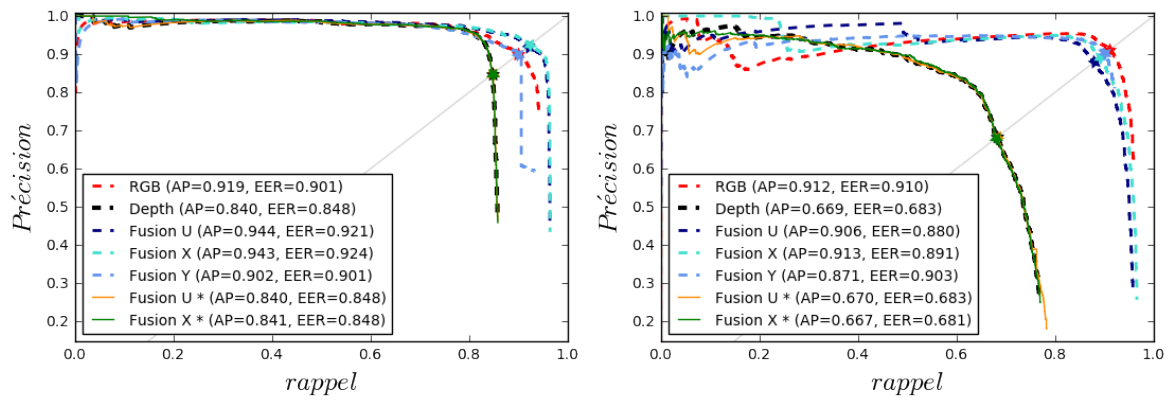 Précision
1.0
0.9
0.8
0.7
0.6
0.5
0.4
0.3
0.2
RGB (AP=0.919, EER=0.901)
Depth (AP=0.840, EER=0.848)
Fusion U (AP=0.944, EER=0.921)
Fusion X (AP=0.943, EER=0.924)
Fusion Y (AP=0.902, EER=0.901)
Fusion U * (AP=0.840, EER=0.848)
Fusion X * (AP=0.841, EER=0.848)
0.0 0.2 0.4 0.6 0.8 1.0
rappel
Précision
1.0
0.9
0.8
0.7
0.6
0.5
0.4
0.3
0.2
RGB (AP=0.912, EER=0.910)
Depth (AP=0.669, EER=0.683)
Fusion U (AP=0.906, EER=0.880)
Fusion X (AP=0.913, EER=0.891)
Fusion Y (AP=0.871, EER=0.903)
Fusion U * (AP=0.670, EER=0.683)
Fusion X * (AP=0.667, EER=0.681)
0.0 0.2 0.4 0.6 0.8 1.0
rappel